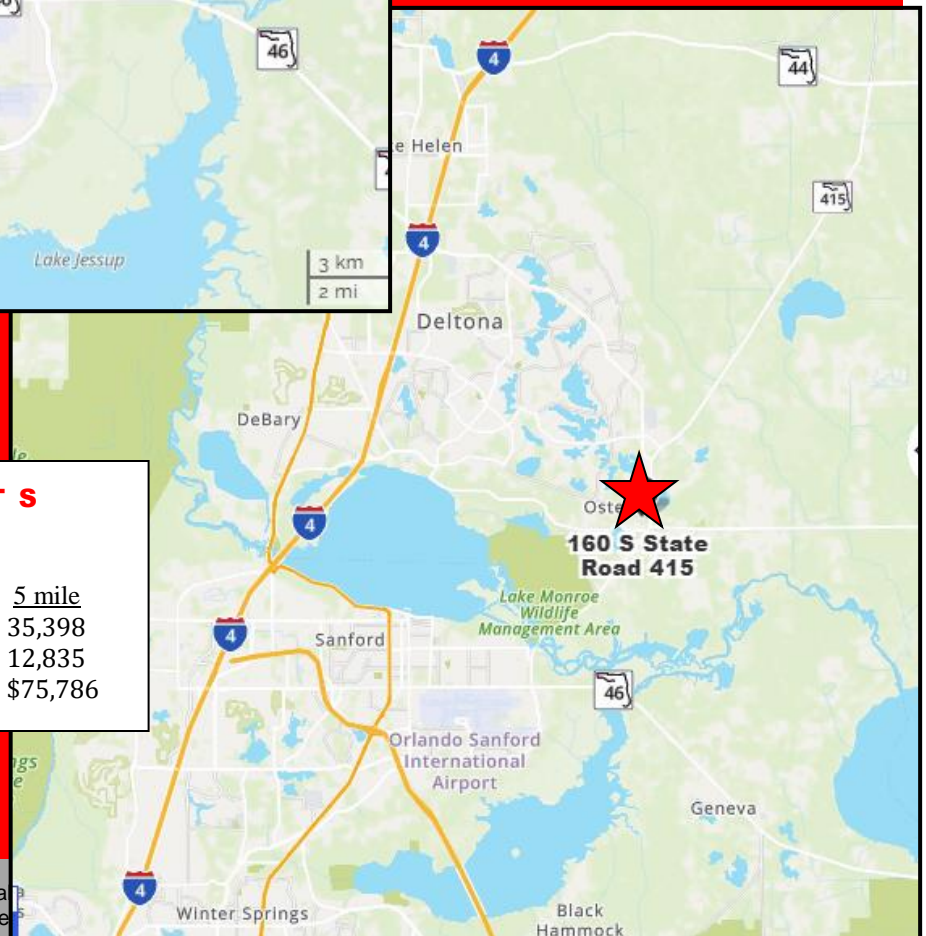 46
Lake Jessup
3 km
2 mi
4
44
e Helen
415
4
Deltona
DeBary
160 S State
Road 415
4
Lake Monroe
Wildlife
Management Area
T S
5 mile
35,398
12,835
$75,786
4
Sanford
46
Orlando Sanford
International
Airport
Geneva
4
Winter Springs
Black
Hammock